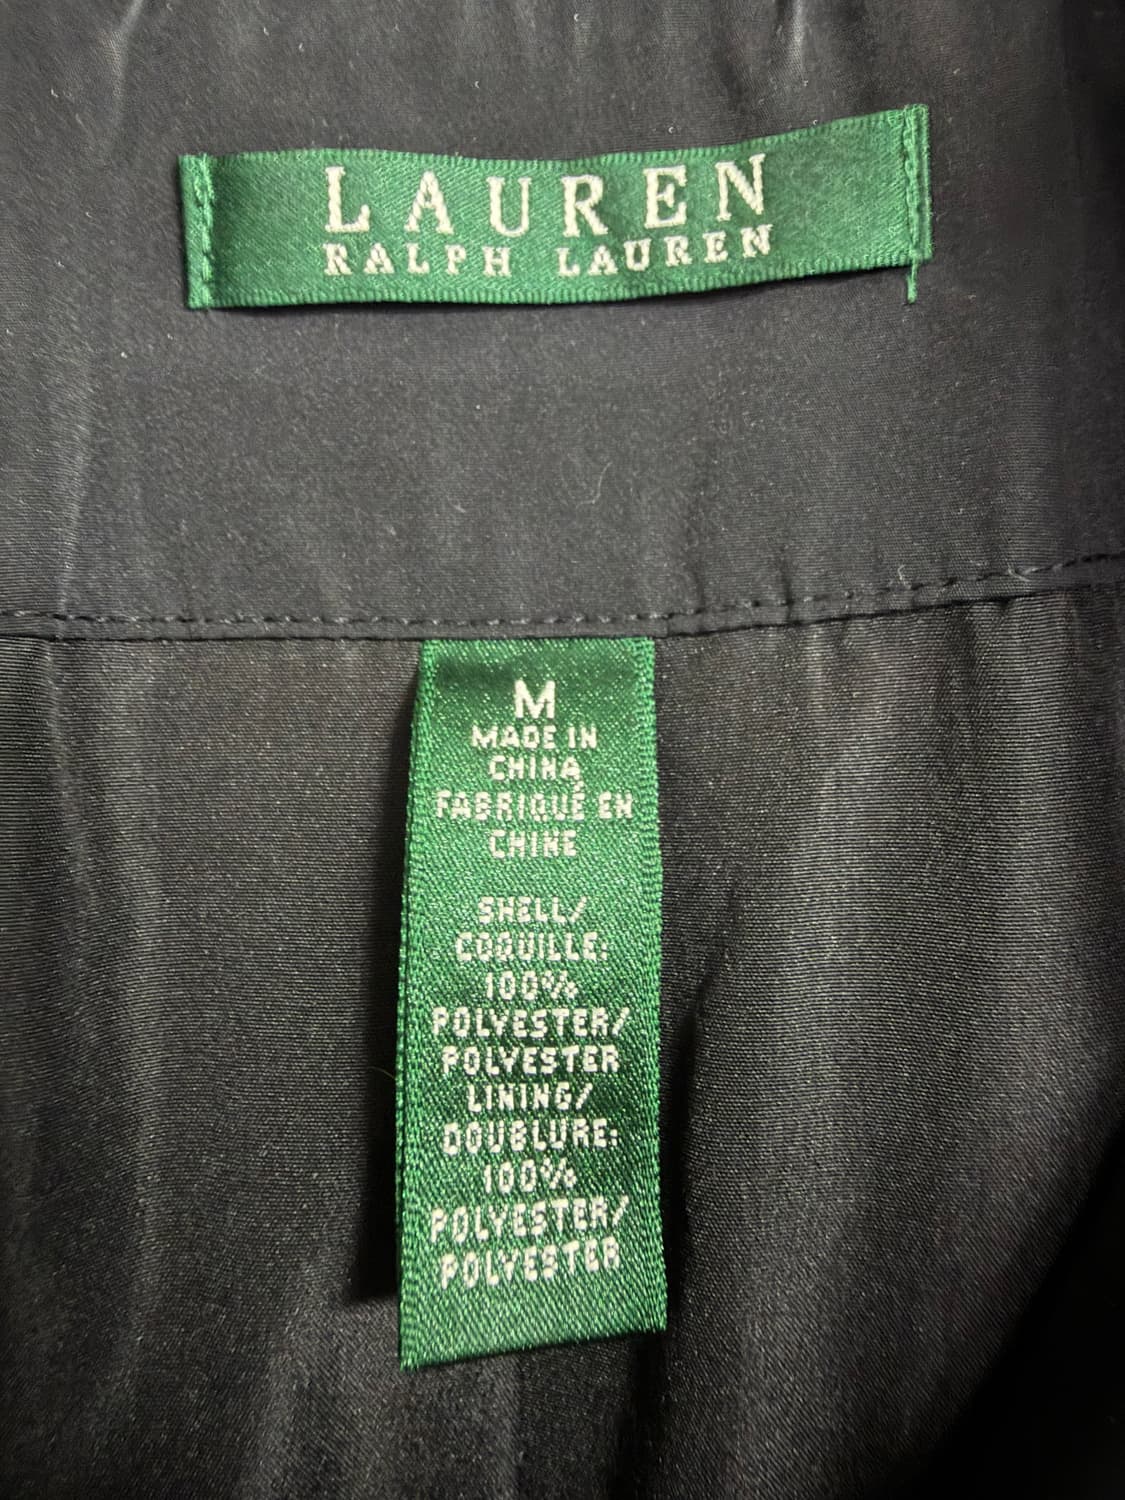 LAUREN
RALPH LAUREN
M
MADE IN
CHINA
FABRIQUÉ EN
CHINE
SHELL/
COQUILLE:
100%
POLYESTER/
POLYESTER
LINING/
DOUBLURE:
100%
POLYESTER/
POLYESTER